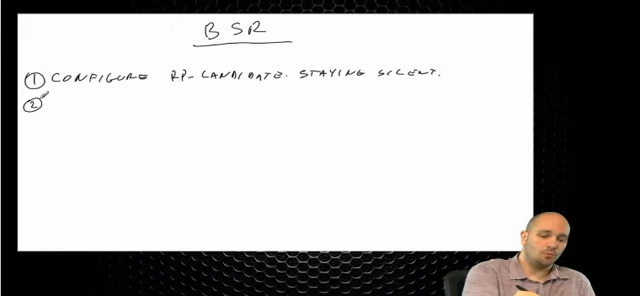 BSR
① CONFIGURE RP-CANDIDATE. STAYING SILENT.
②